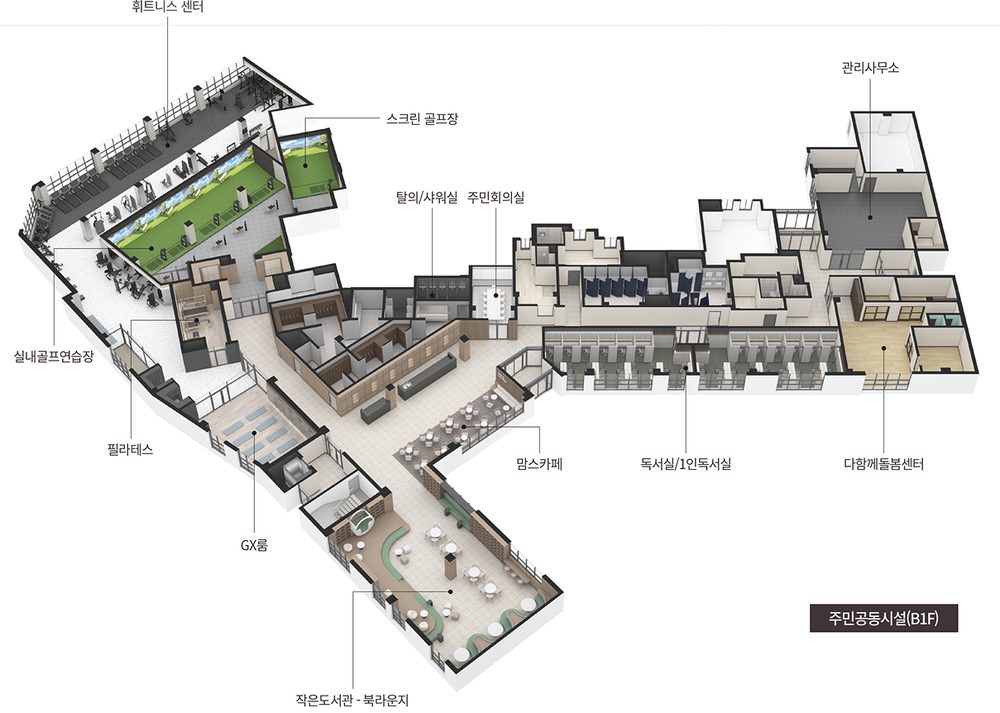 휘트니스 센터
관리사무소
스크린 골프장
탈의/샤워실
주민회의실
실내골프연습장
필라테스
맘스카페
독서실/1인독서실
다함께돌봄센터
GX룸
주민공동시설(B1F)
작은도서관 - 북라운지